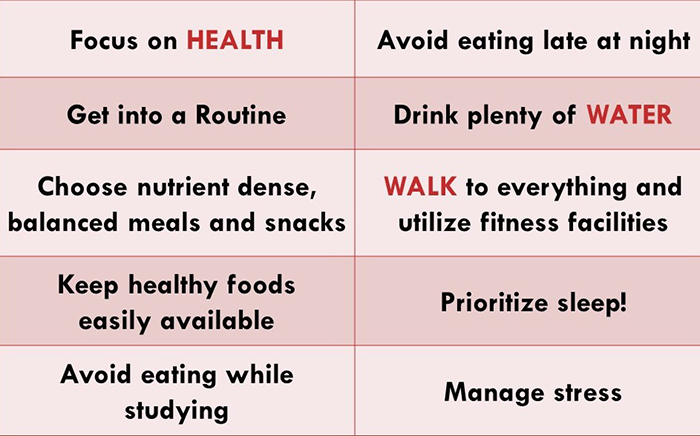 Focus on HEALTH
Avoid eating late at night
Get into a Routine
Drink plenty of WATER
Choose nutrient dense,
balanced meals and snacks
WALK to everything and
utilize fitness facilities
Keep healthy foods
easily available
Prioritize sleep!
Avoid eating while
studying
Manage stress